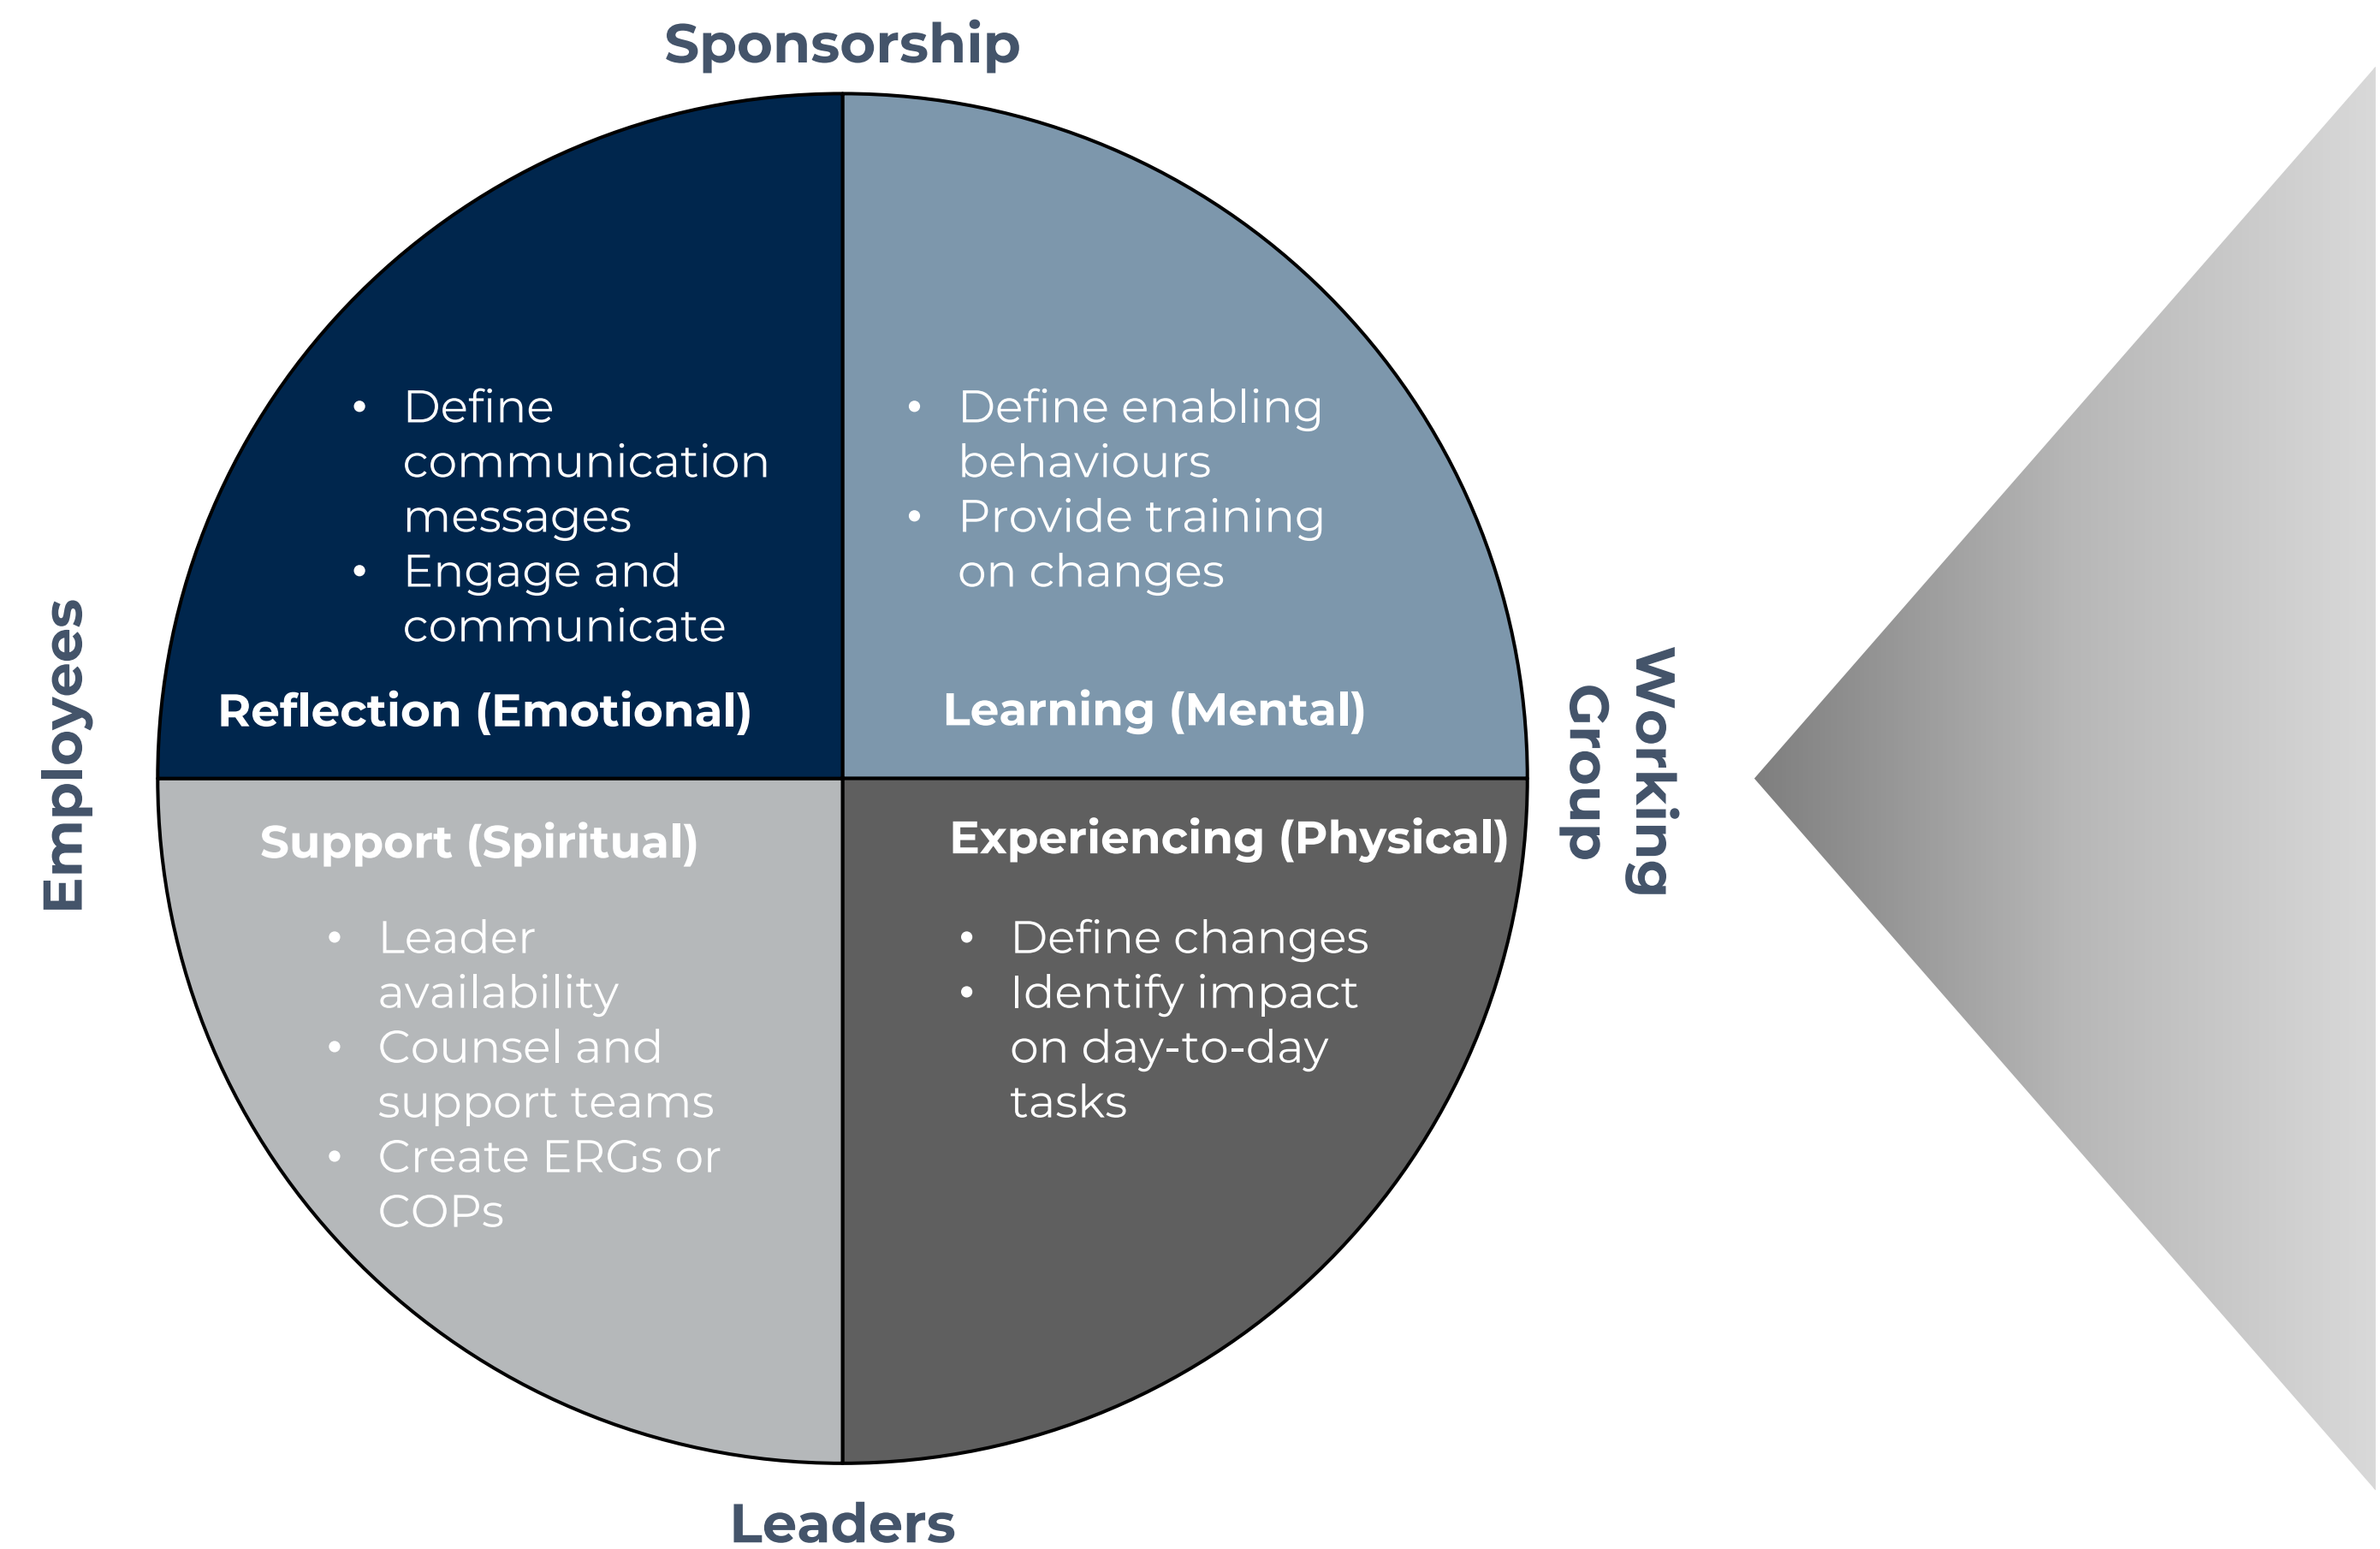 Sponsorship
• Define
communication
messages
• Engage and
communicate
Reflection (Emotional)
• Define enabling
behaviours
• Provide training
on changes
Learning (Mental)
Employees
Working
Group
Support (Spiritual)
• Leader
availability
• Counsel and
support teams
• Create ERGs or
COPs
Experiencing (Physical)
• Define changes
• Identify impact
on day-to-day
tasks
Leaders